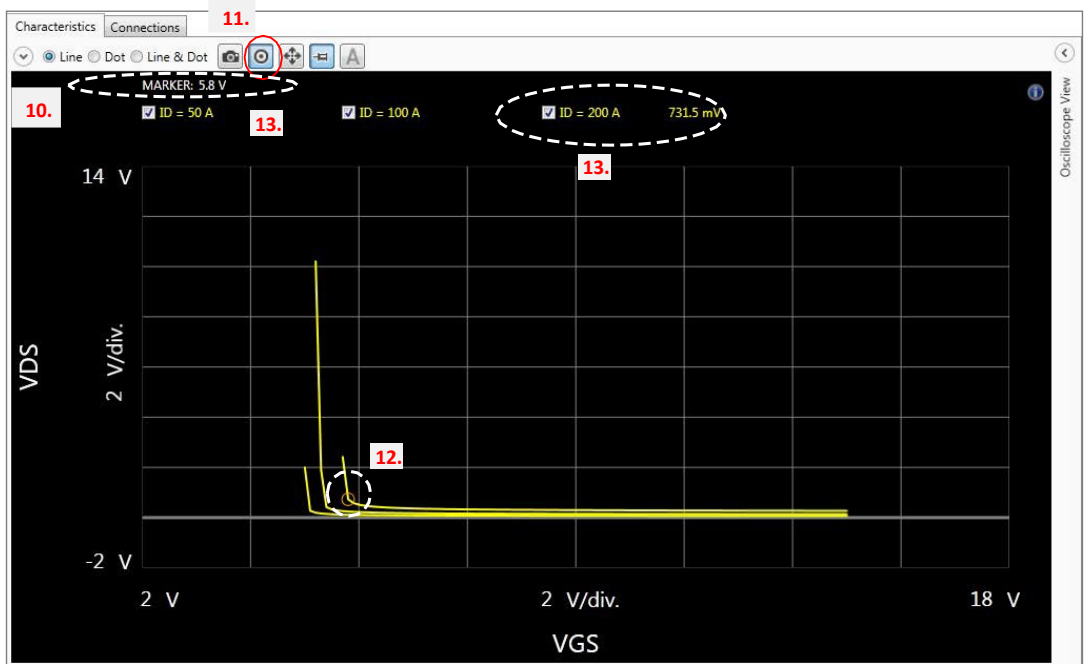 11.
Characteristics Connections
Line Dot Line & Dot A
MARKER: 5.8 V
10.
ID = 50 A ID = 100 A ID = 200 A 731.5 mV
13.
13.
Oscilloscope View
14 V
VDS
2 V/div.
12.
-2 V
2 V 2 V/div. 18 V
VGS